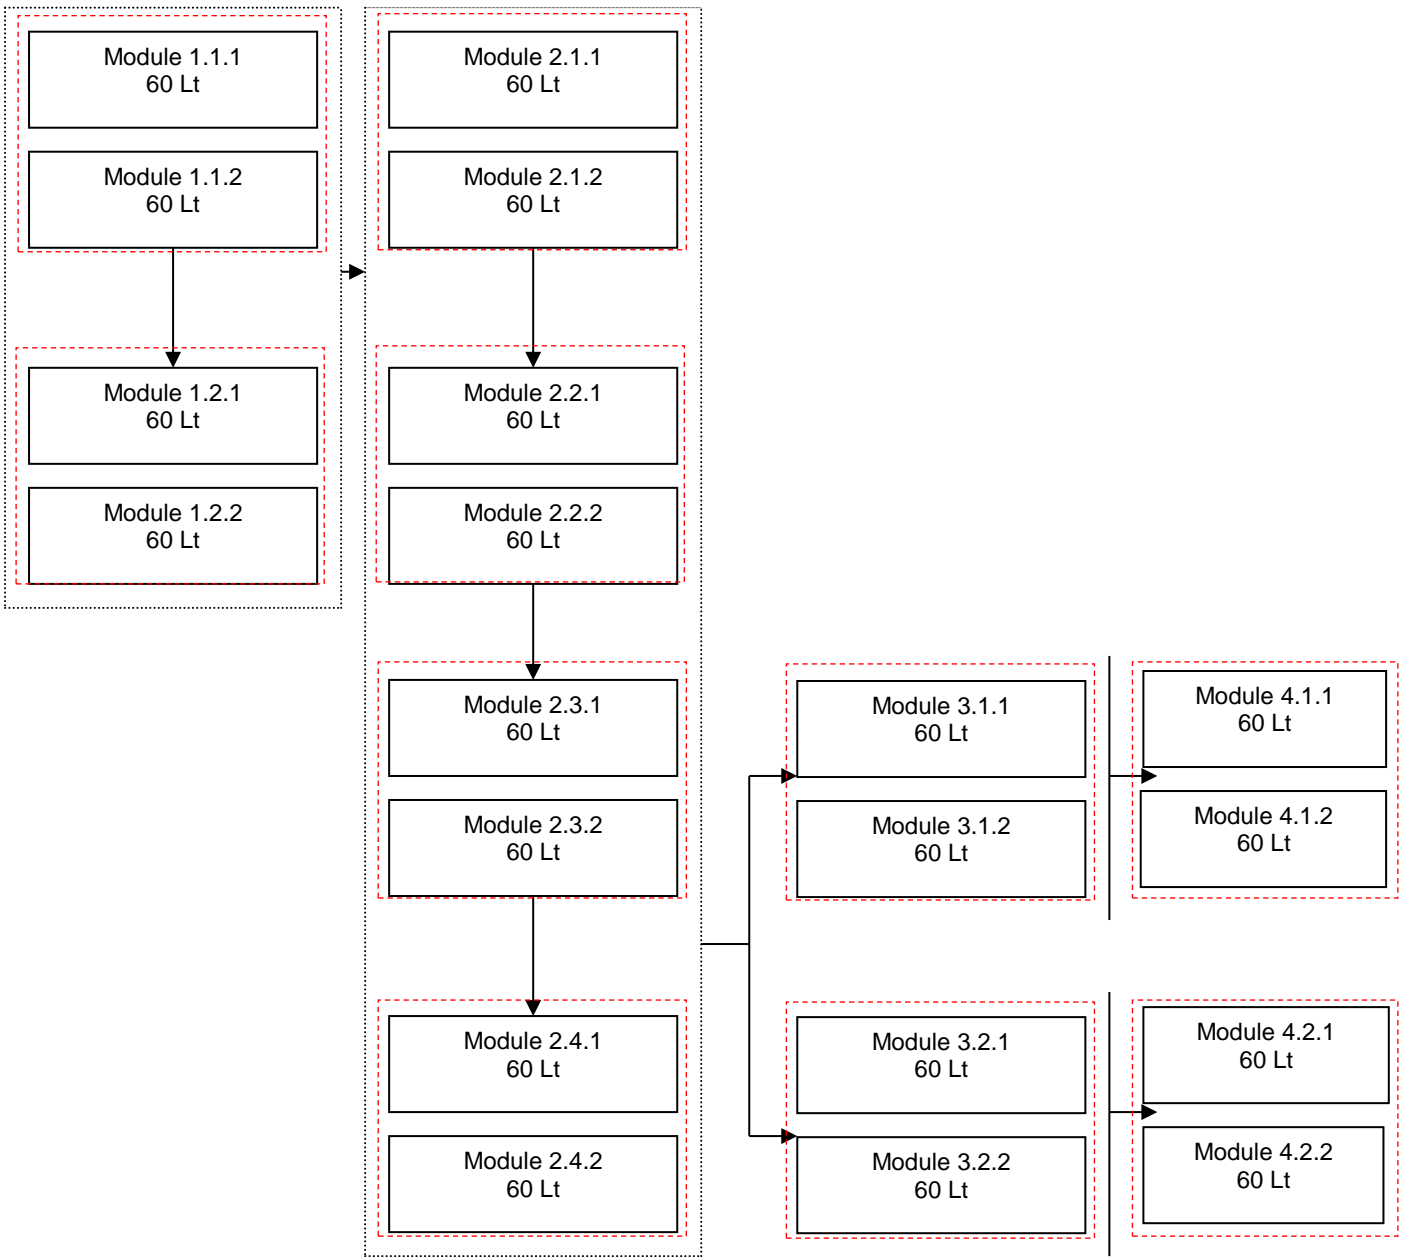 Module 1.1.1
60 Lt
Module 1.1.2
60 Lt
Module 1.2.1
60 Lt
Module 1.2.2
60 Lt
Module 2.1.1
60 Lt
Module 2.1.2
60 Lt
Module 2.2.1
60 Lt
Module 2.2.2
60 Lt
Module 2.3.1
60 Lt
Module 2.3.2
60 Lt
Module 2.4.1
60 Lt
Module 2.4.2
60 Lt
Module 3.1.1
60 Lt
Module 3.1.2
60 Lt
Module 3.2.1
60 Lt
Module 3.2.2
60 Lt
Module 4.1.1
60 Lt
Module 4.1.2
60 Lt
Module 4.2.1
60 Lt
Module 4.2.2
60 Lt